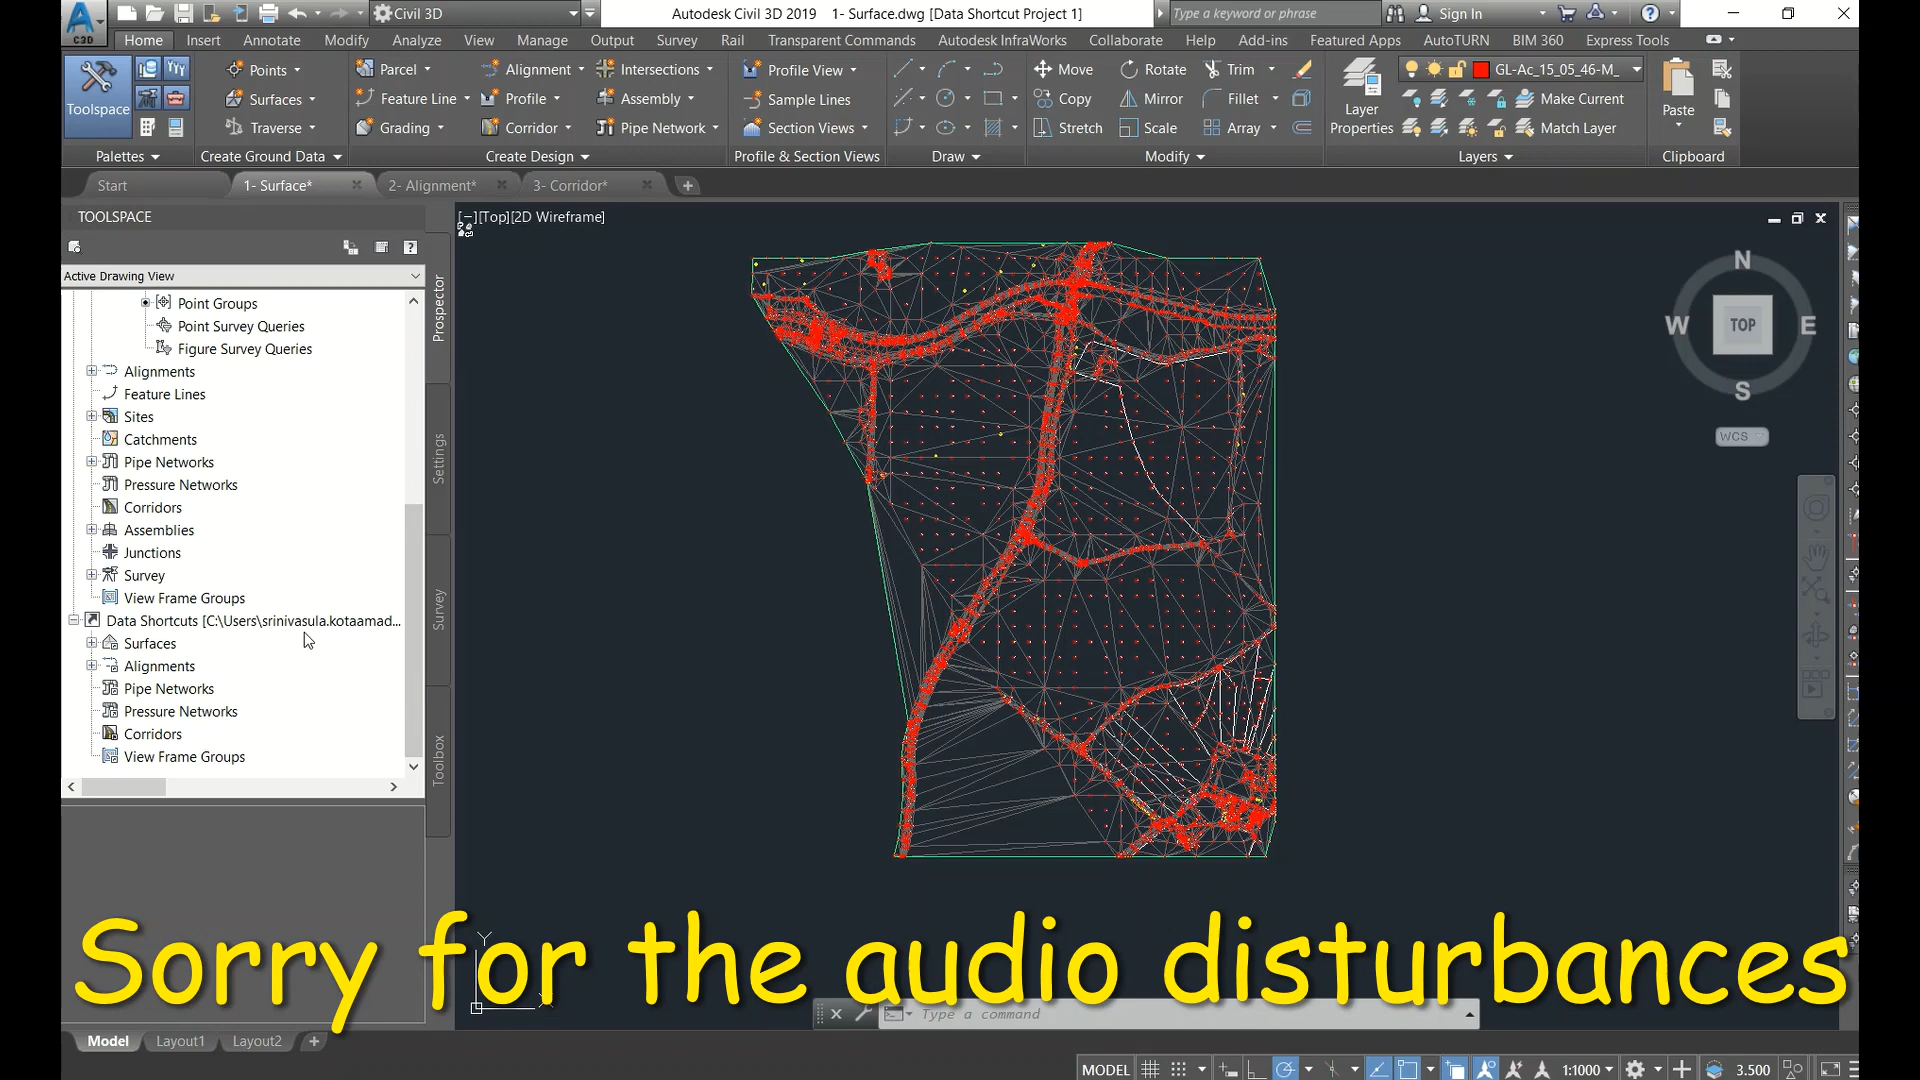 Civil 3D
Autodesk Civil 3D 2019 1- Surface.dwg [Data Shortcut Project 1]
Type a keyword or phrase
Sign In
C3D
Home Insert Annotate Modify Analyze View Manage Output Survey Rail Transparent Commands Autodesk InfraWorks Collaborate Help Add-ins Featured Apps AutoTURN BIM 360 Express Tools
Toolspace
Points
Surfaces
Traverse
Parcel
Feature Line
Grading
Alignment
Profile
Corridor
Intersections
Assembly
Pipe Network
Profile View
Sample Lines
Section Views
Move
Copy
Stretch
Rotate
Mirror
Scale
Trim
Fillet
Array
Layer
Properties
GL-Ac_15_05_46-M_
Make Current
Match Layer
Paste
Palettes
Create Ground Data
Create Design
Profile & Section Views
Draw
Modify
Layers
Clipboard
Start
1- Surface*
2- Alignment*
3- Corridor*
TOOLSPACE
Active Drawing View
Point Groups
Point Survey Queries
Figure Survey Queries
Alignments
Feature Lines
Sites
Catchments
Pipe Networks
Pressure Networks
Corridors
Assemblies
Junctions
Survey
View Frame Groups
Data Shortcuts [C:\Users\srinivasula.kotaamad...
Surfaces
Alignments
Pipe Networks
Pressure Networks
Corridors
View Frame Groups
Prospector
Settings
Survey
Toolbox
[−][Top][2D Wireframe]
N
W
TOP
E
S
WCS
Y
X
Sorry for the audio disturbances
Type a command
Model Layout1 Layout2
MODEL
1:1000
3.500